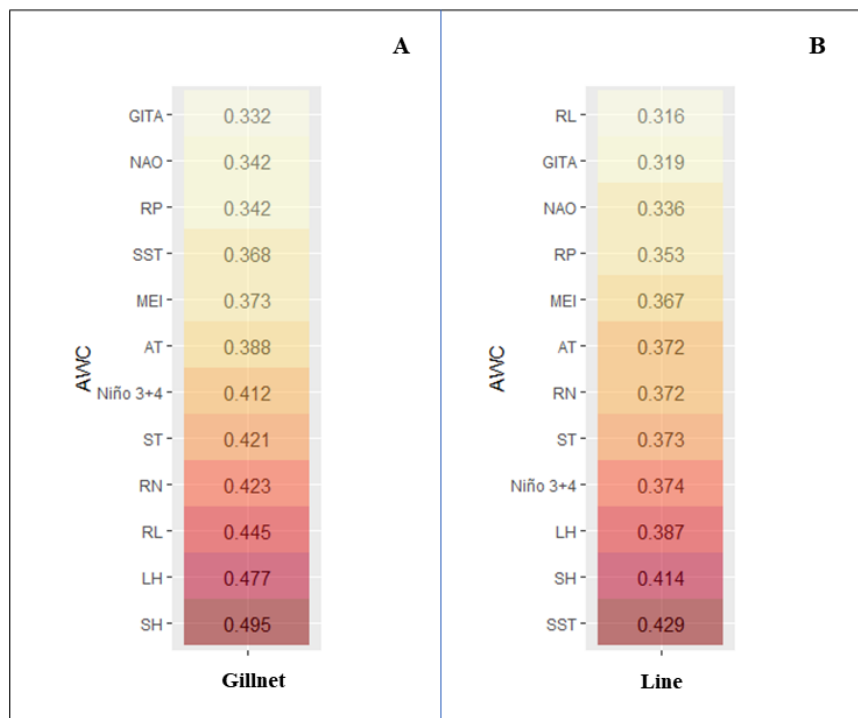 A
AWC
GITA 0.332
NAO 0.342
RP 0.342
SST 0.368
MEI 0.373
AT 0.388
Niño 3+4 0.412
ST 0.421
RN 0.423
RL 0.445
LH 0.477
SH 0.495
Gillnet
B
AWC
RL 0.316
GITA 0.319
NAO 0.336
RP 0.353
MEI 0.367
AT 0.372
RN 0.372
ST 0.373
Niño 3+4 0.374
LH 0.387
SH 0.414
SST 0.429
Line